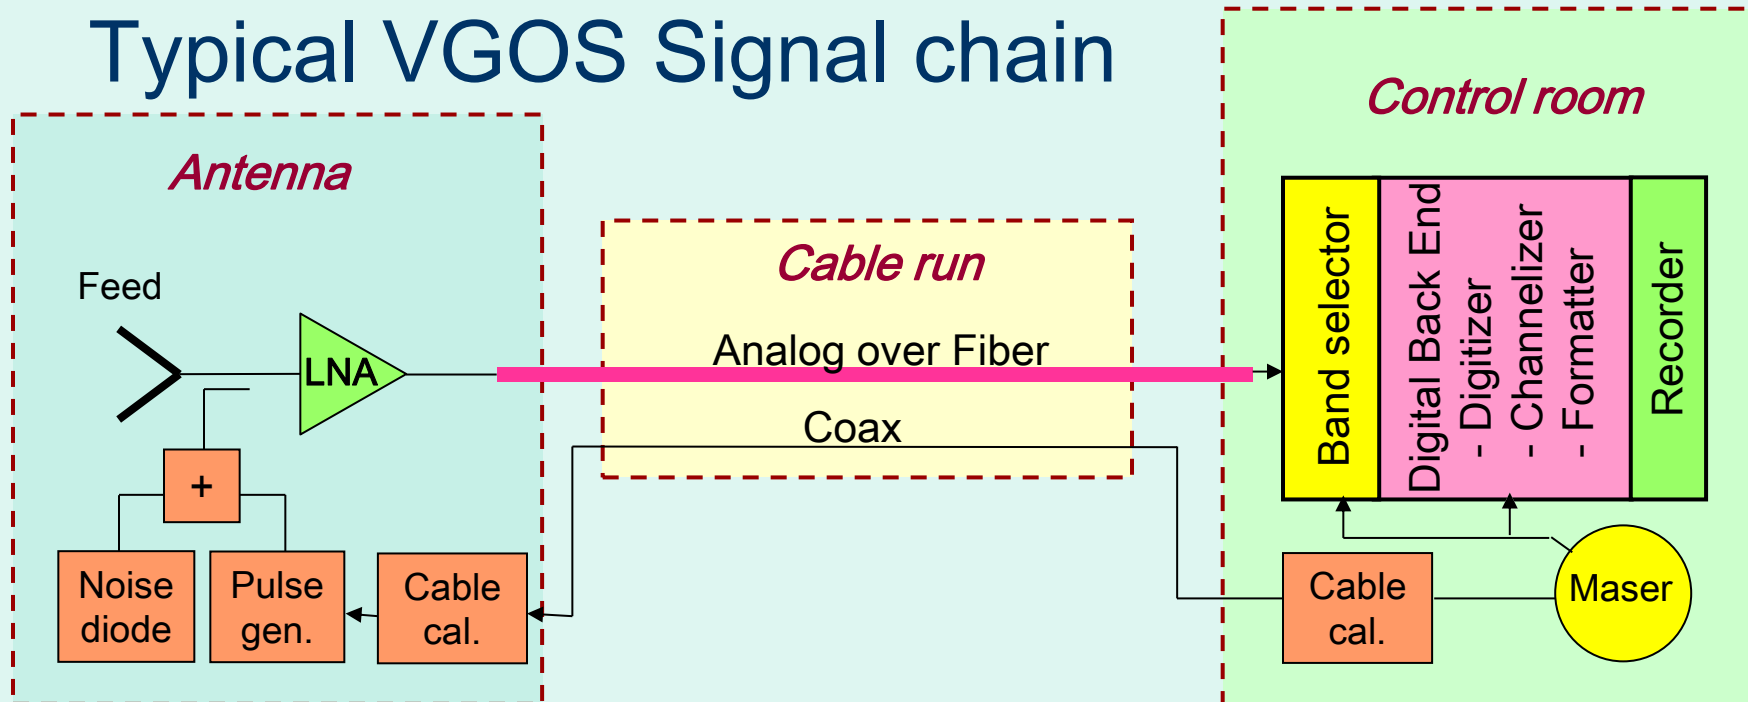 Typical VGOS Signal chain
Antenna
Feed
LNA
+
Noise
diode
Pulse
gen.
Cable
cal.
Cable run
Analog over Fiber
Coax
Control room
Band selector
Digital Back End
- Digitizer
- Channelizer
- Formatter
Recorder
Cable
cal.
Maser